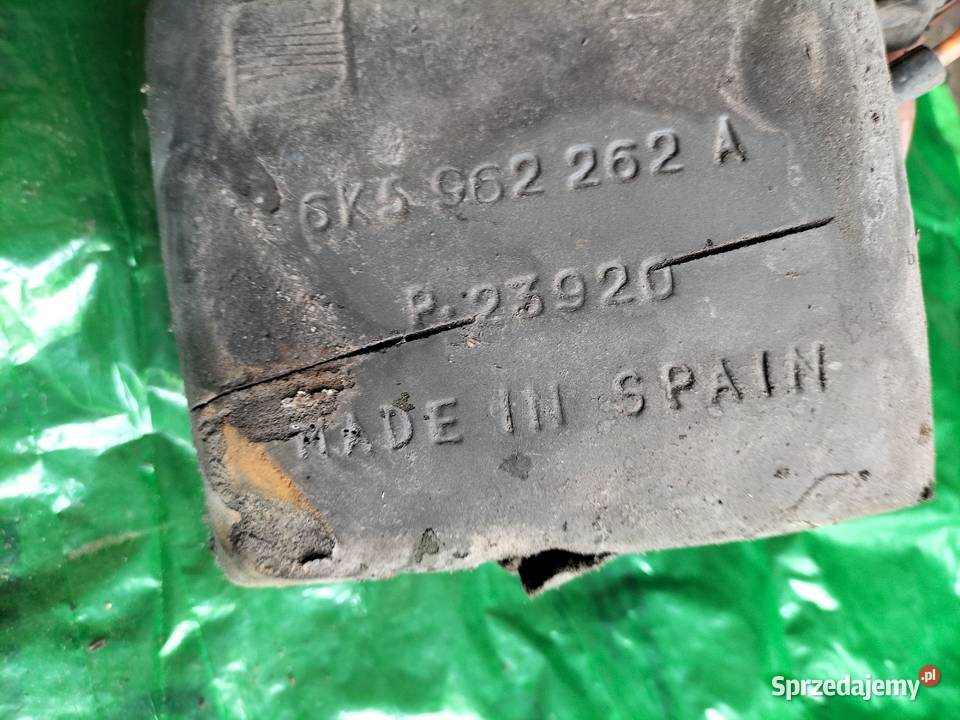 6K5 962 262 A
P. 23920
MADE IN SPAIN
Sprzedajemy.pl